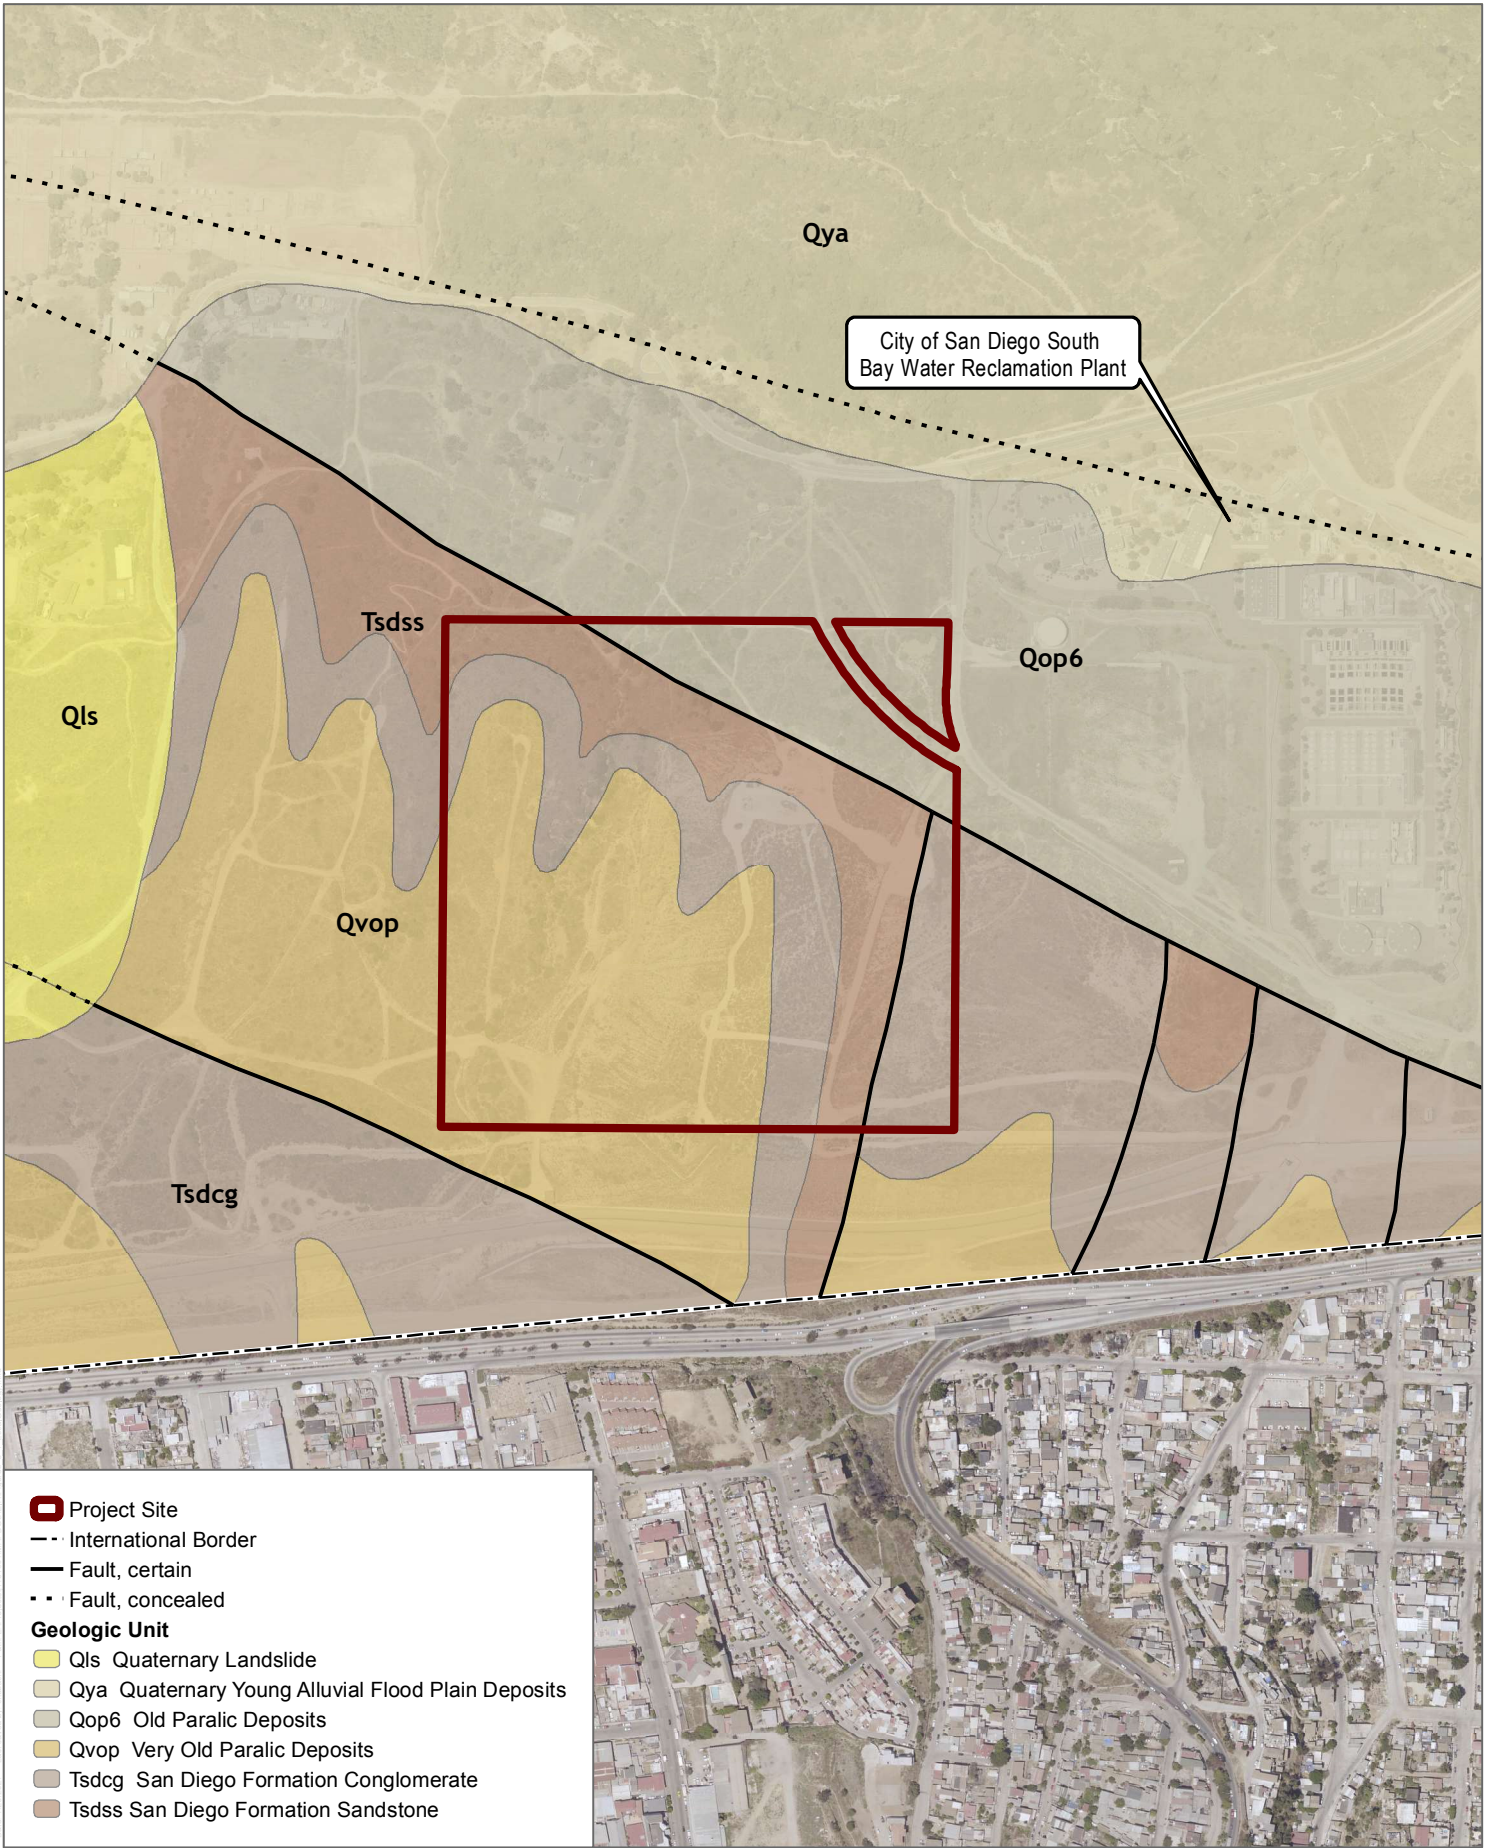 Qya
City of San Diego South
Bay Water Reclamation Plant
Tsdss
Qop6
Qls
Qvop
Tsdcg
Project Site
International Border
Fault, certain
Fault, concealed
Geologic Unit
Qls Quaternary Landslide
Qya Quaternary Young Alluvial Flood Plain Deposits
Qop6 Old Paralic Deposits
Qvop Very Old Paralic Deposits
Tsdcg San Diego Formation Conglomerate
Tsdss San Diego Formation Sandstone